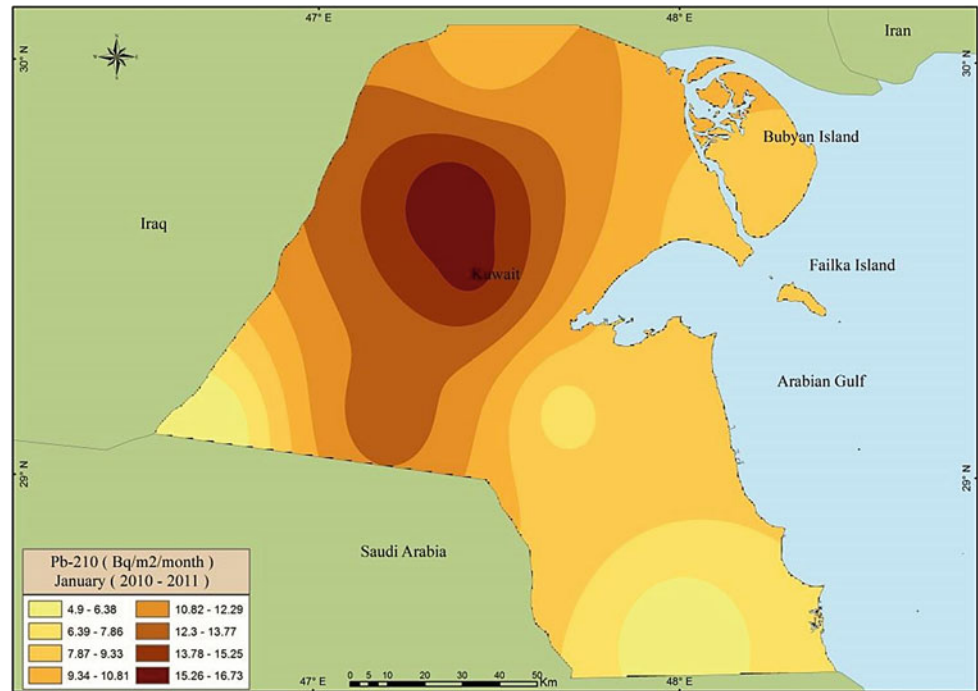 47° E
48° E
Iran
30° N
30° N
Bubyan Island
Iraq
Failka Island
Kuwait
Arabian Gulf
29° N
29° N
Saudi Arabia
Pb-210 ( Bq/m2/month )
January ( 2010 - 2011 )
4.9 - 6.38
10.82 - 12.29
6.39 - 7.86
12.3 - 13.77
7.87 - 9.33
13.78 - 15.25
9.34 - 10.81
15.26 - 16.73
0 5 10 20 30 40 50 Km
47° E
48° E
N
W
E
S